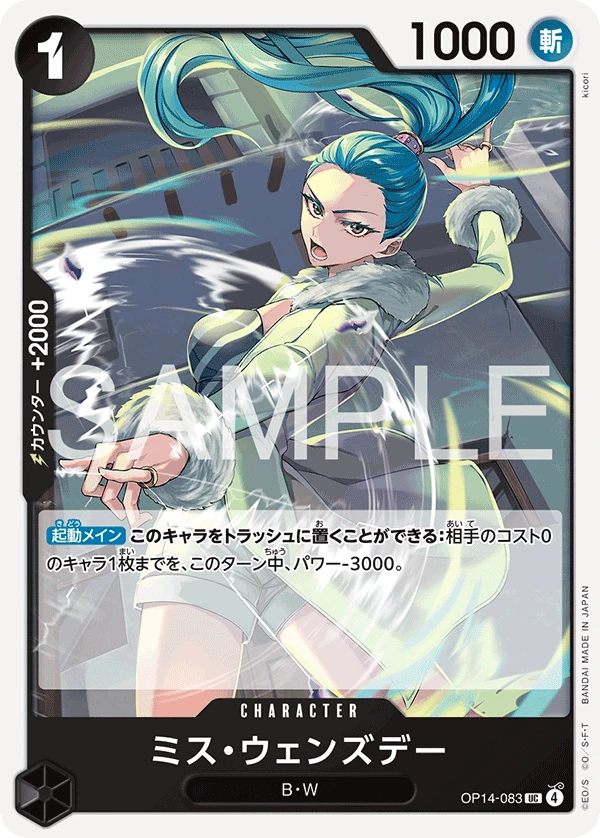 1
1000
斬
kicori
カウンター +2000
SAMPLE
起動メイン このキャラをトラッシュに置くことができる:相手のコスト0
のキャラ1枚までを、このターン中、パワー-3000。
CHARACTER
ミス・ウェンズデー
B・W
OP14-083 UC 4
©E.O/S ©O/S・F・T BANDAI MADE IN JAPAN